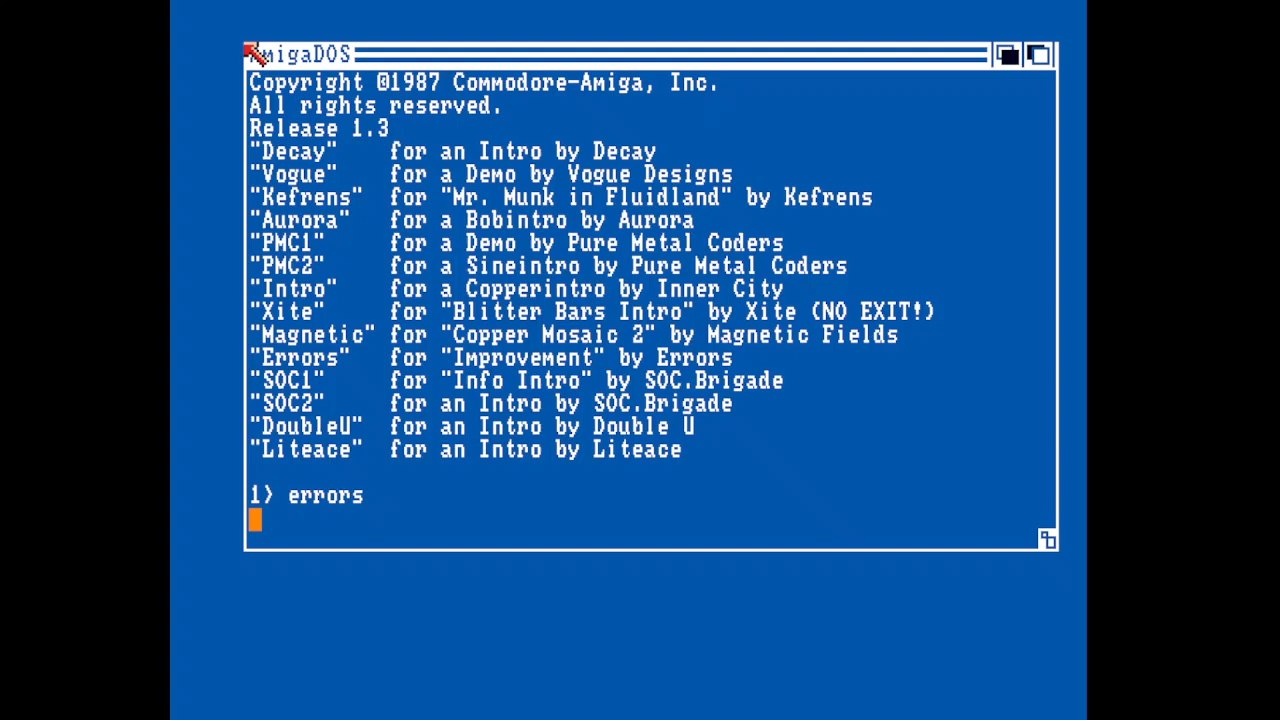 AmigaDOS
Copyright ©1987 Commodore-Amiga, Inc.
All rights reserved.
Release 1.3
"Decay" for an Intro by Decay
"Vogue" for a Demo by Vogue Designs
"Kefrens" for "Mr. Munk in Fluidland" by Kefrens
"Aurora" for a Bobintro by Aurora
"PMC1" for a Demo by Pure Metal Coders
"PMC2" for a Sineintro by Pure Metal Coders
"Intro" for a Copperintro by Inner City
"Xite" for "Blitter Bars Intro" by Xite (NO EXIT!)
"Magnetic" for "Copper Mosaic 2" by Magnetic Fields
"Errors" for "Improvement" by Errors
"SOC1" for "Info Intro" by SOC.Brigade
"SOC2" for an Intro by SOC.Brigade
"DoubleU" for an Intro by Double U
"Liteace" for an Intro by Liteace
1> errors